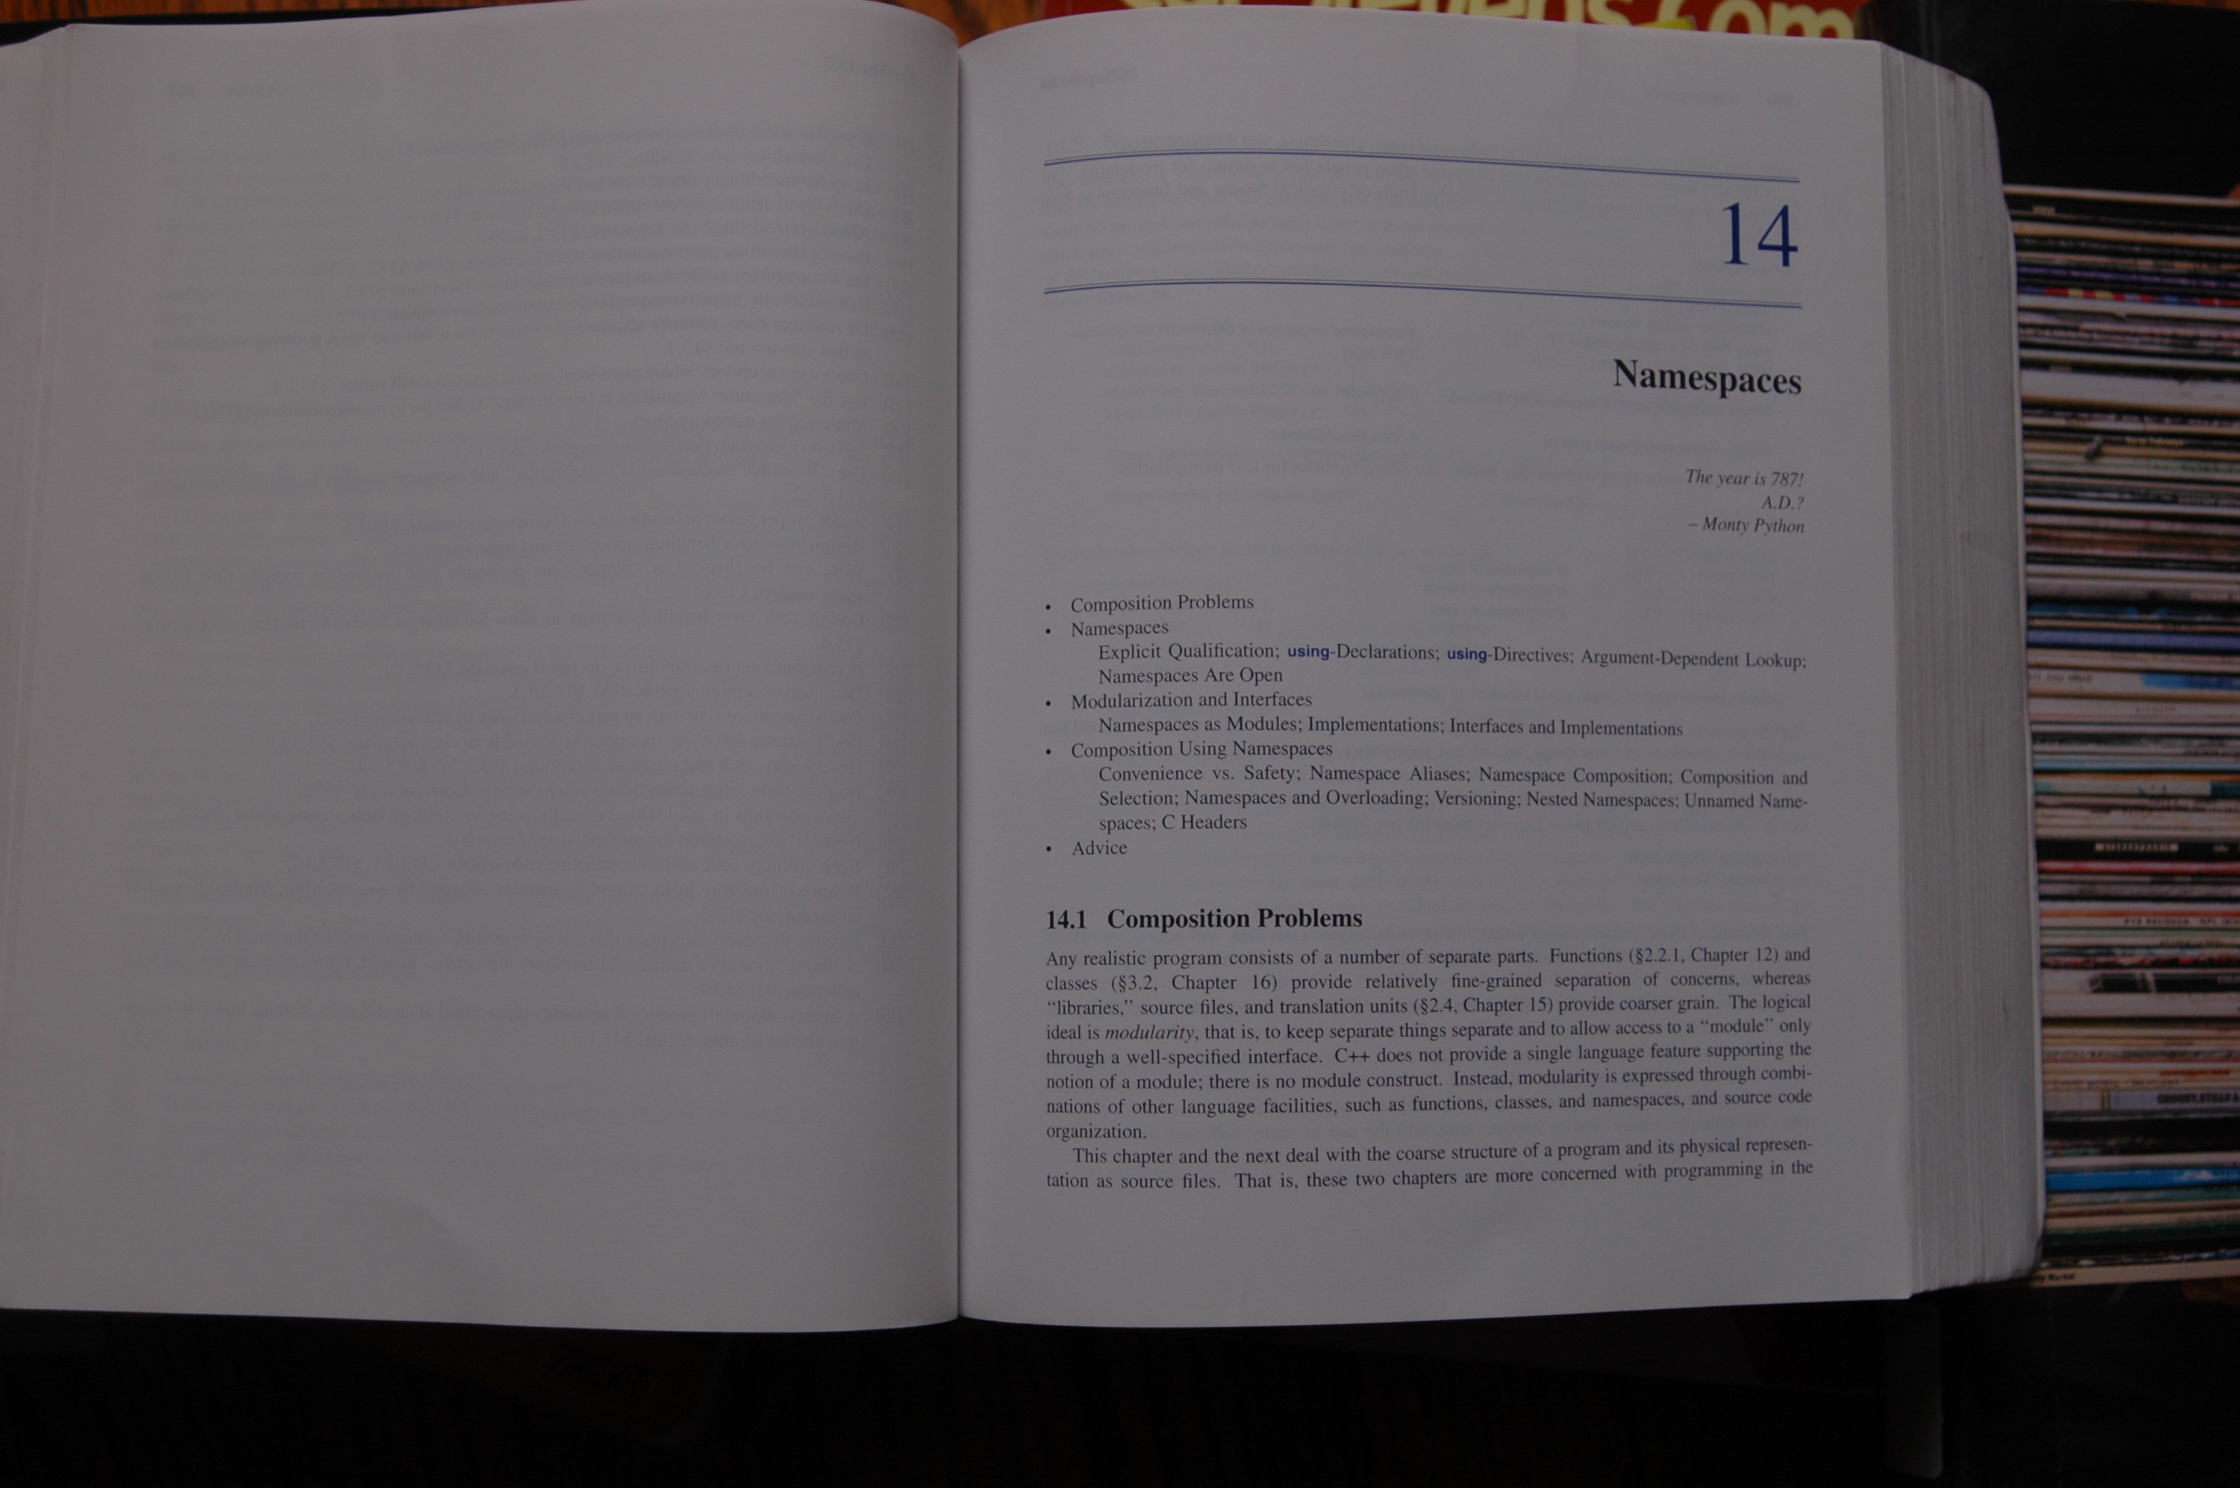 14
Namespaces
The year is 787!
A.D.?
– Monty Python
• Composition Problems
• Namespaces
Explicit Qualification; using-Declarations; using-Directives; Argument-Dependent Lookup;
Namespaces Are Open
• Modularization and Interfaces
Namespaces as Modules; Implementations; Interfaces and Implementations
• Composition Using Namespaces
Convenience vs. Safety; Namespace Aliases; Namespace Composition; Composition and
Selection; Namespaces and Overloading; Versioning; Nested Namespaces; Unnamed Name-
spaces; C Headers
• Advice
14.1 Composition Problems
Any realistic program consists of a number of separate parts. Functions (§2.2.1, Chapter 12) and
classes (§3.2, Chapter 16) provide relatively fine-grained separation of concerns, whereas
“libraries,” source files, and translation units (§2.4, Chapter 15) provide coarser grain. The logical
ideal is modularity, that is, to keep separate things separate and to allow access to a “module” only
through a well-specified interface. C++ does not provide a single language feature supporting the
notion of a module; there is no module construct. Instead, modularity is expressed through combi-
nations of other language facilities, such as functions, classes, and namespaces, and source code
organization.
This chapter and the next deal with the coarse structure of a program and its physical represen-
tation as source files. That is, these two chapters are more concerned with programming in the